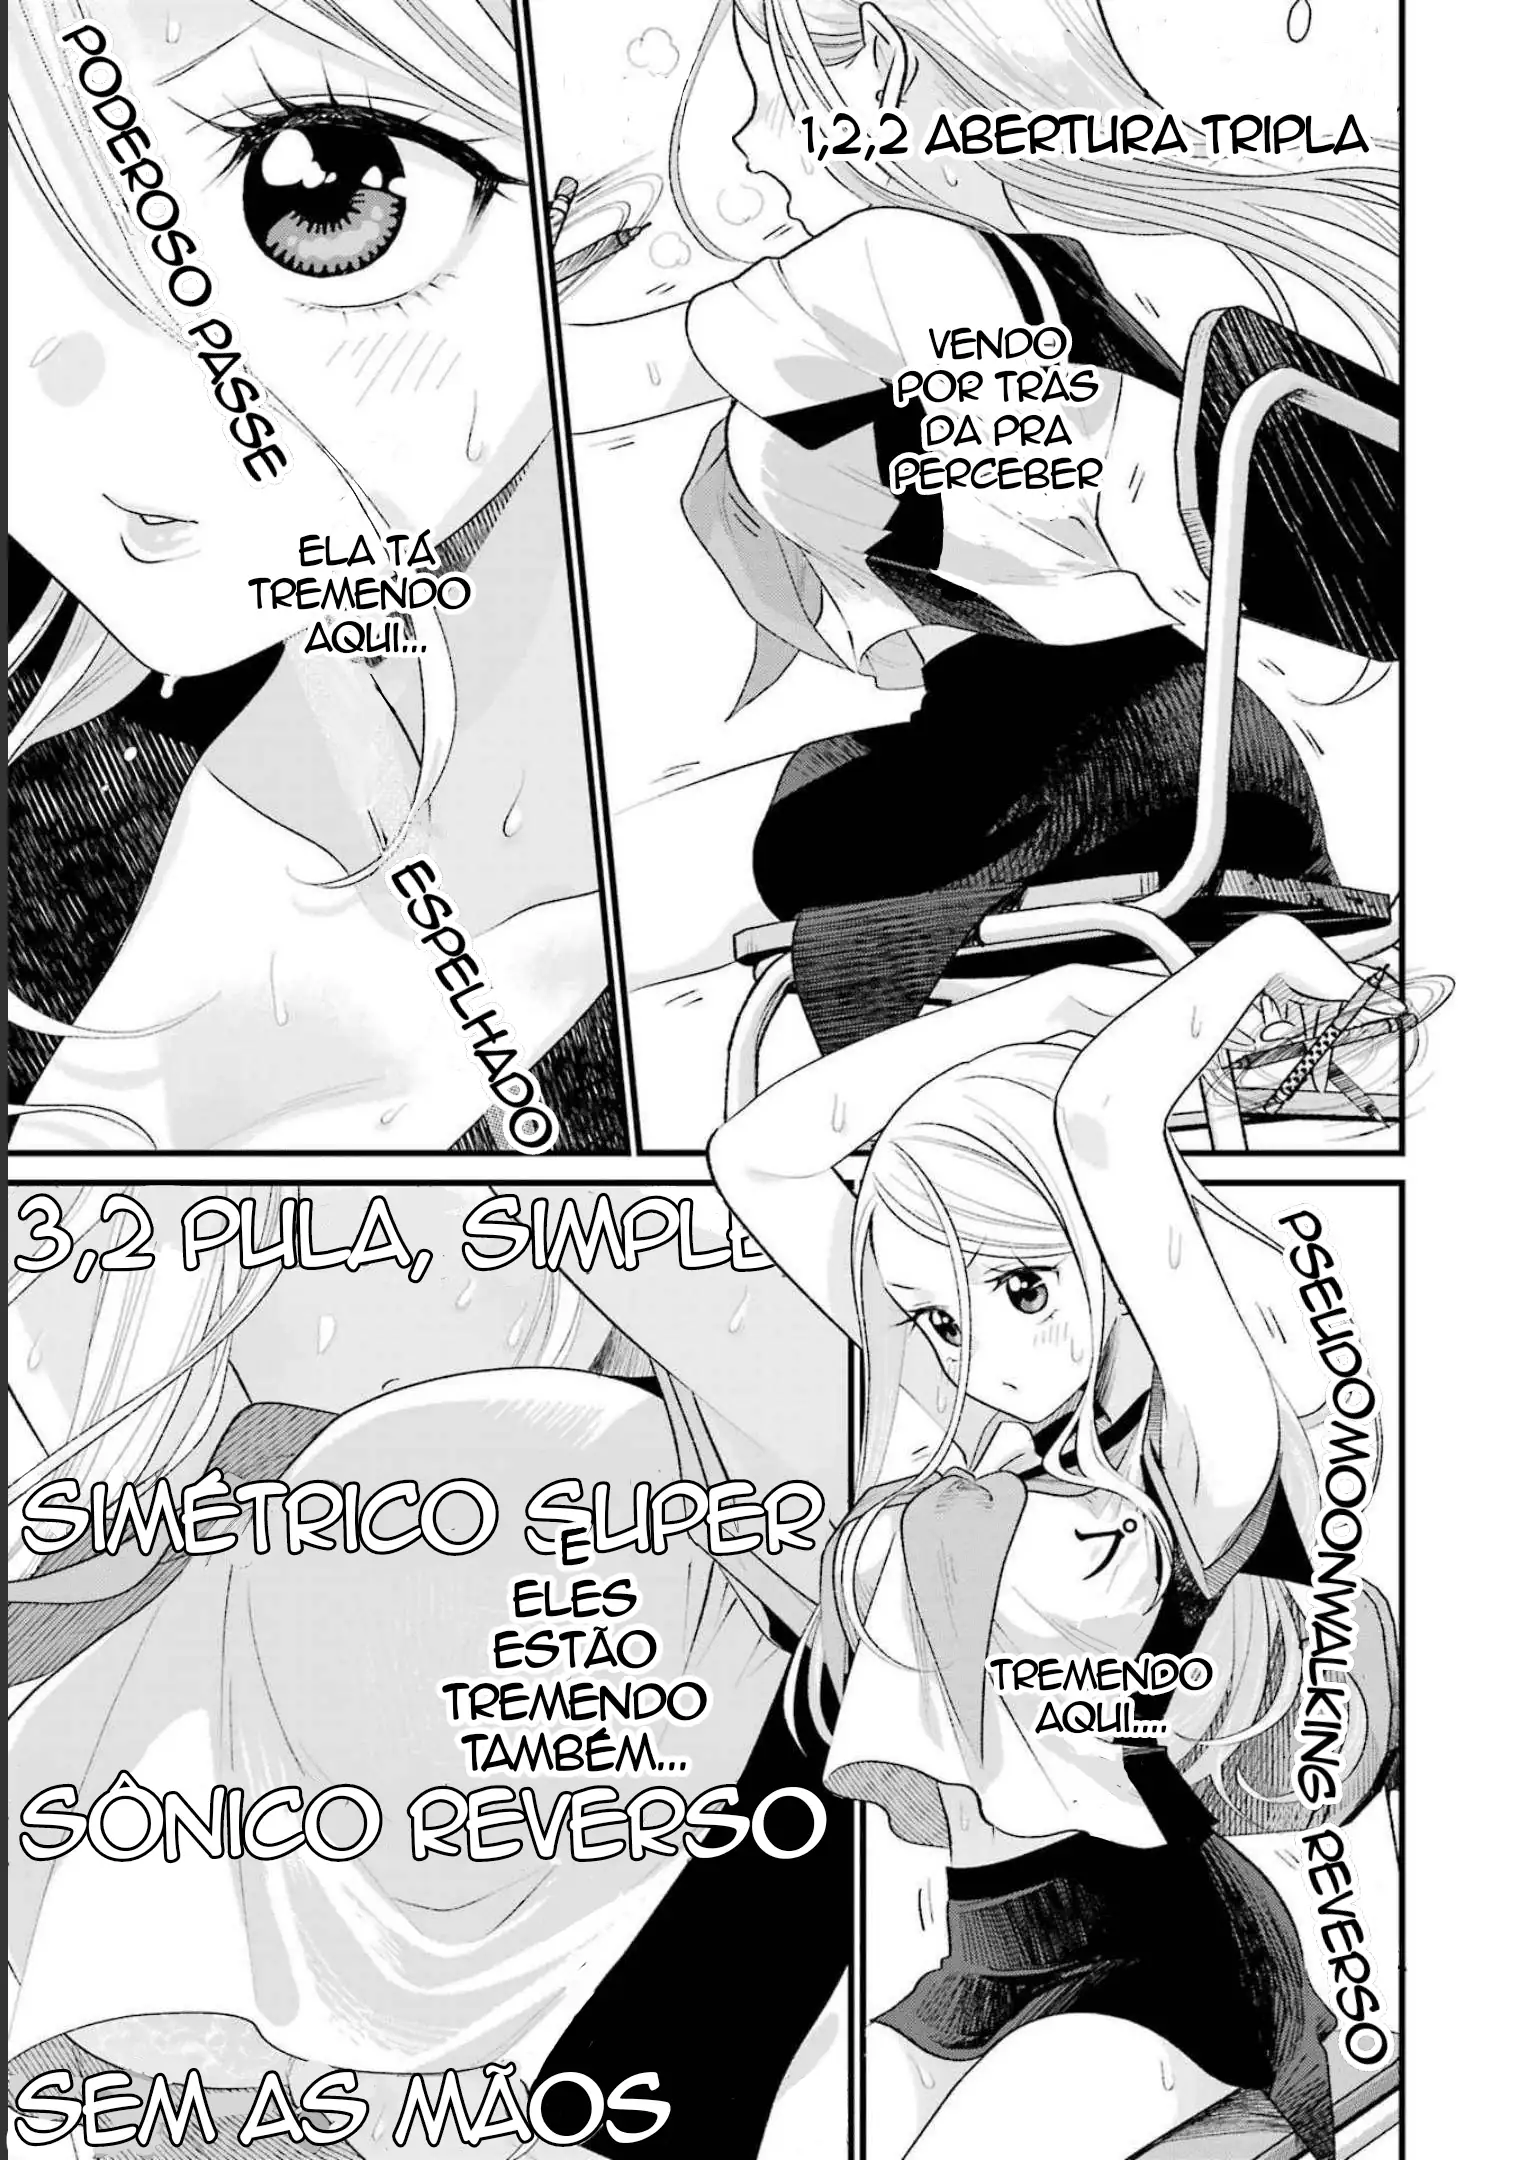 1,2,2 ABERTURA TRIPLA
VENDO
POR TRÁS
DA PRA
PERCEBER
PODEROSO PASSE
ELA TÁ
TREMENDO
AQUI...
ESPELHADO
PSEUDOMOONWALKING REVERSO
プ
TREMENDO
AQUI....
3,2 PULA, SIMPLE
SIMÉTRICO SUPER
SÔNICO REVERSO
SEM AS MÃOS
E
ELES
ESTÃO
TREMENDO
TAMBÉM...